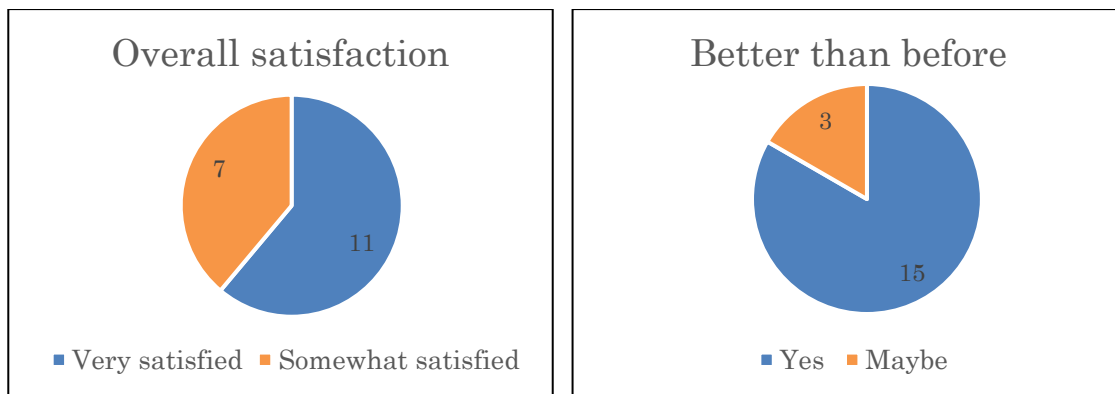 Overall satisfaction
7
11
Very satisfied Somewhat satisfied
Better than before
3
15
Yes Maybe